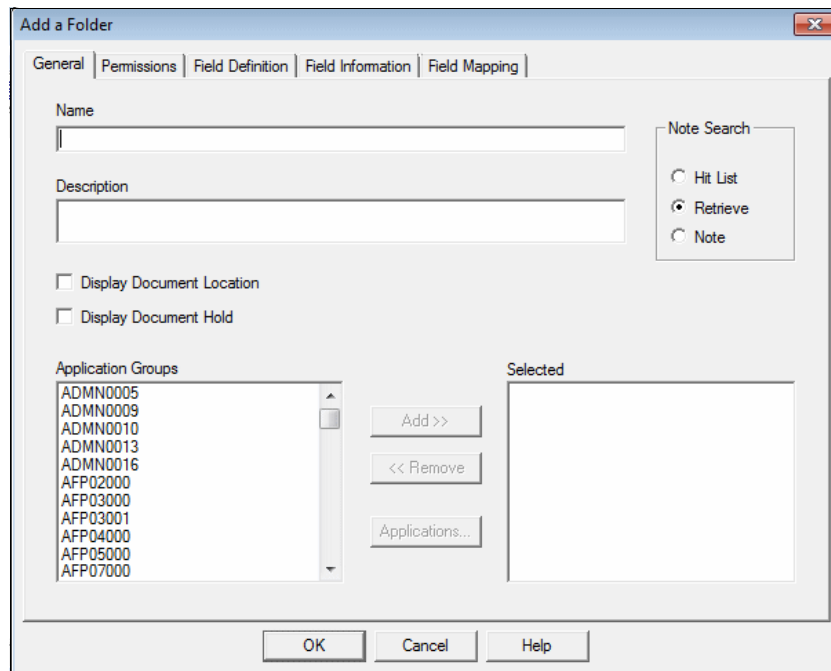 Add a Folder
General Permissions Field Definition Field Information Field Mapping
Name
Note Search
Hit List
Description
Retrieve
Note
Display Document Location
Display Document Hold
Application Groups
Selected
ADMN0005
ADMN0009
ADMN0010
ADMN0013
ADMN0016
AFP02000
AFP03000
AFP03001
AFP04000
AFP05000
AFP07000
Add >>
<< Remove
Applications...
OK Cancel Help